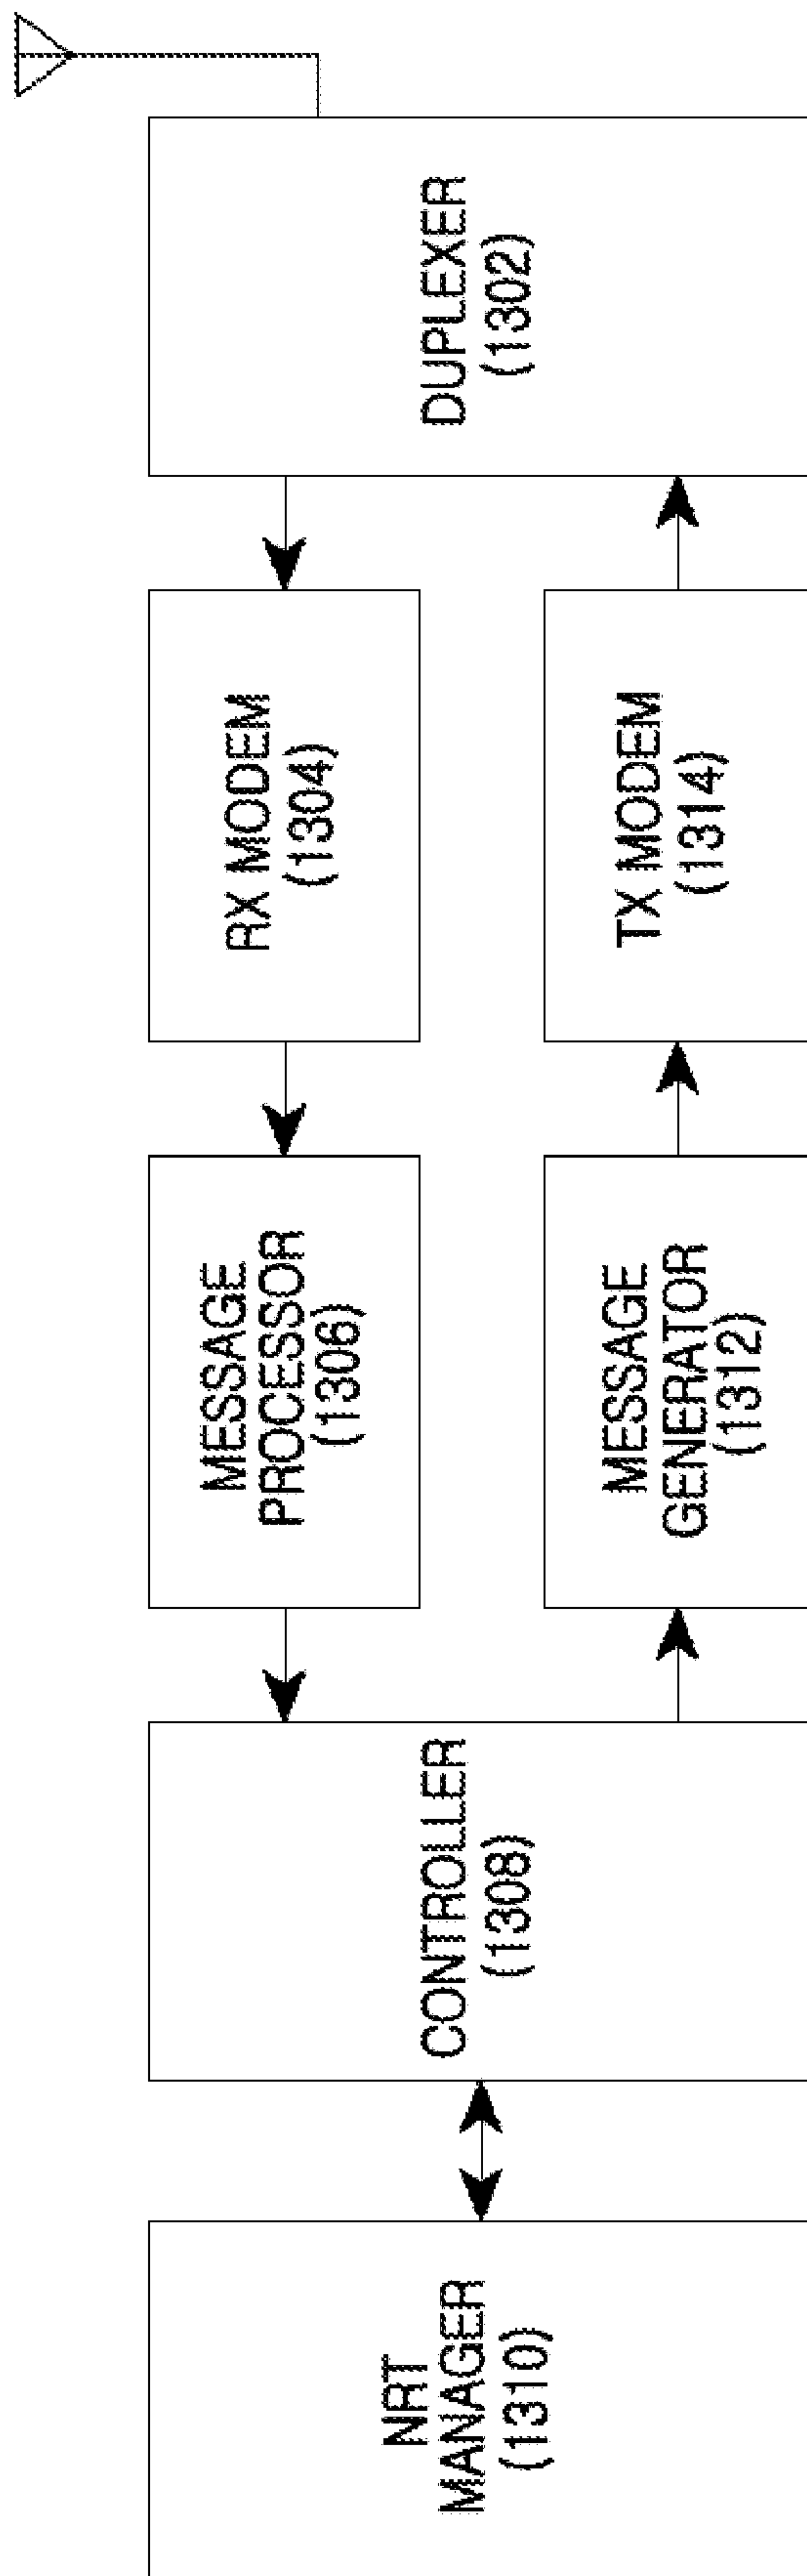 NRT
MANAGER
(1310)
CONTROLLER
(1308)
MESSAGE
PROCESSOR
(1306)
RX MODEM
(1304)
DUPLEXER
(1302)
MESSAGE
GENERATOR
(1312)
TX MODEM
(1314)